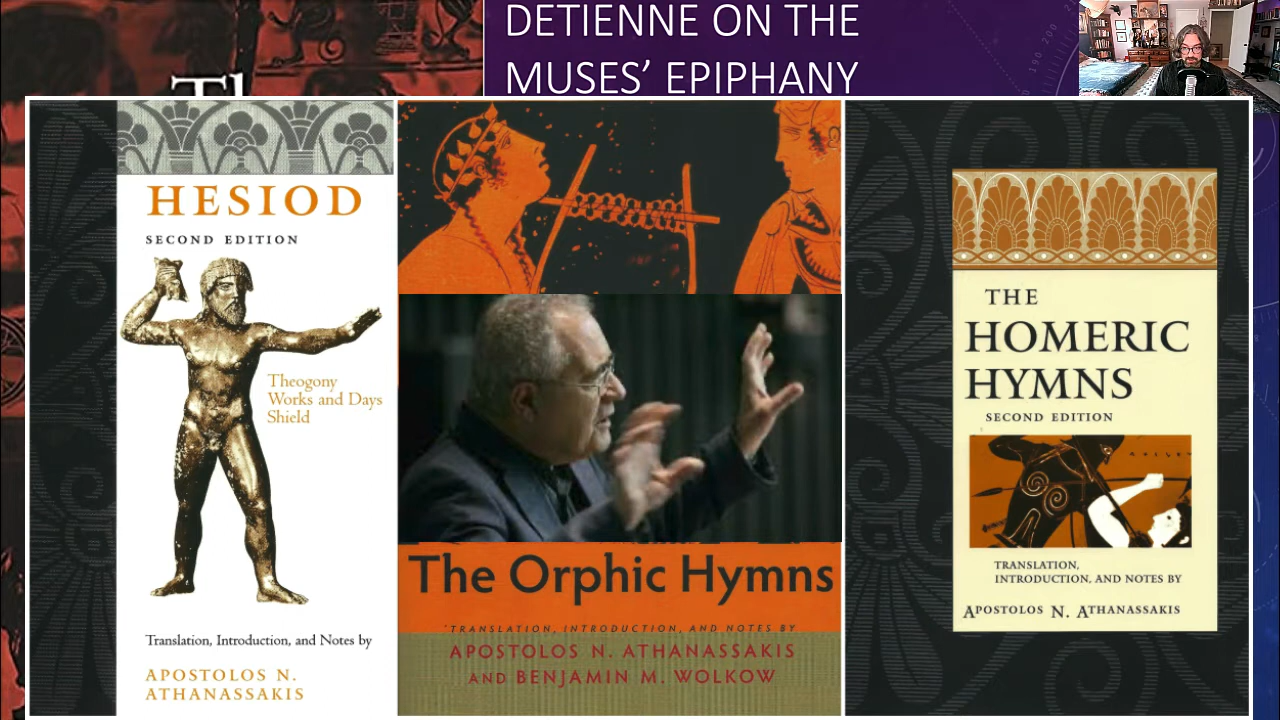 DETIENNE ON THE
MUSES' EPIPHANY
HESIOD
SECOND EDITION
Theogony
Works and Days
Shield
Translation, Introduction, and Notes by
APOSTOLOS N.
ATHANASSAKIS
The Orphic Hymns
TRANSLATION, INTRODUCTION, AND NOTES BY
APOSTOLOS N. ATHANASSAKIS
AND BENJAMIN M. WOLKOW
THE
HOMERIC
HYMNS
SECOND EDITION
TRANSLATION,
INTRODUCTION, AND NOTES BY
APOSTOLOS N. ATHANASSAKIS